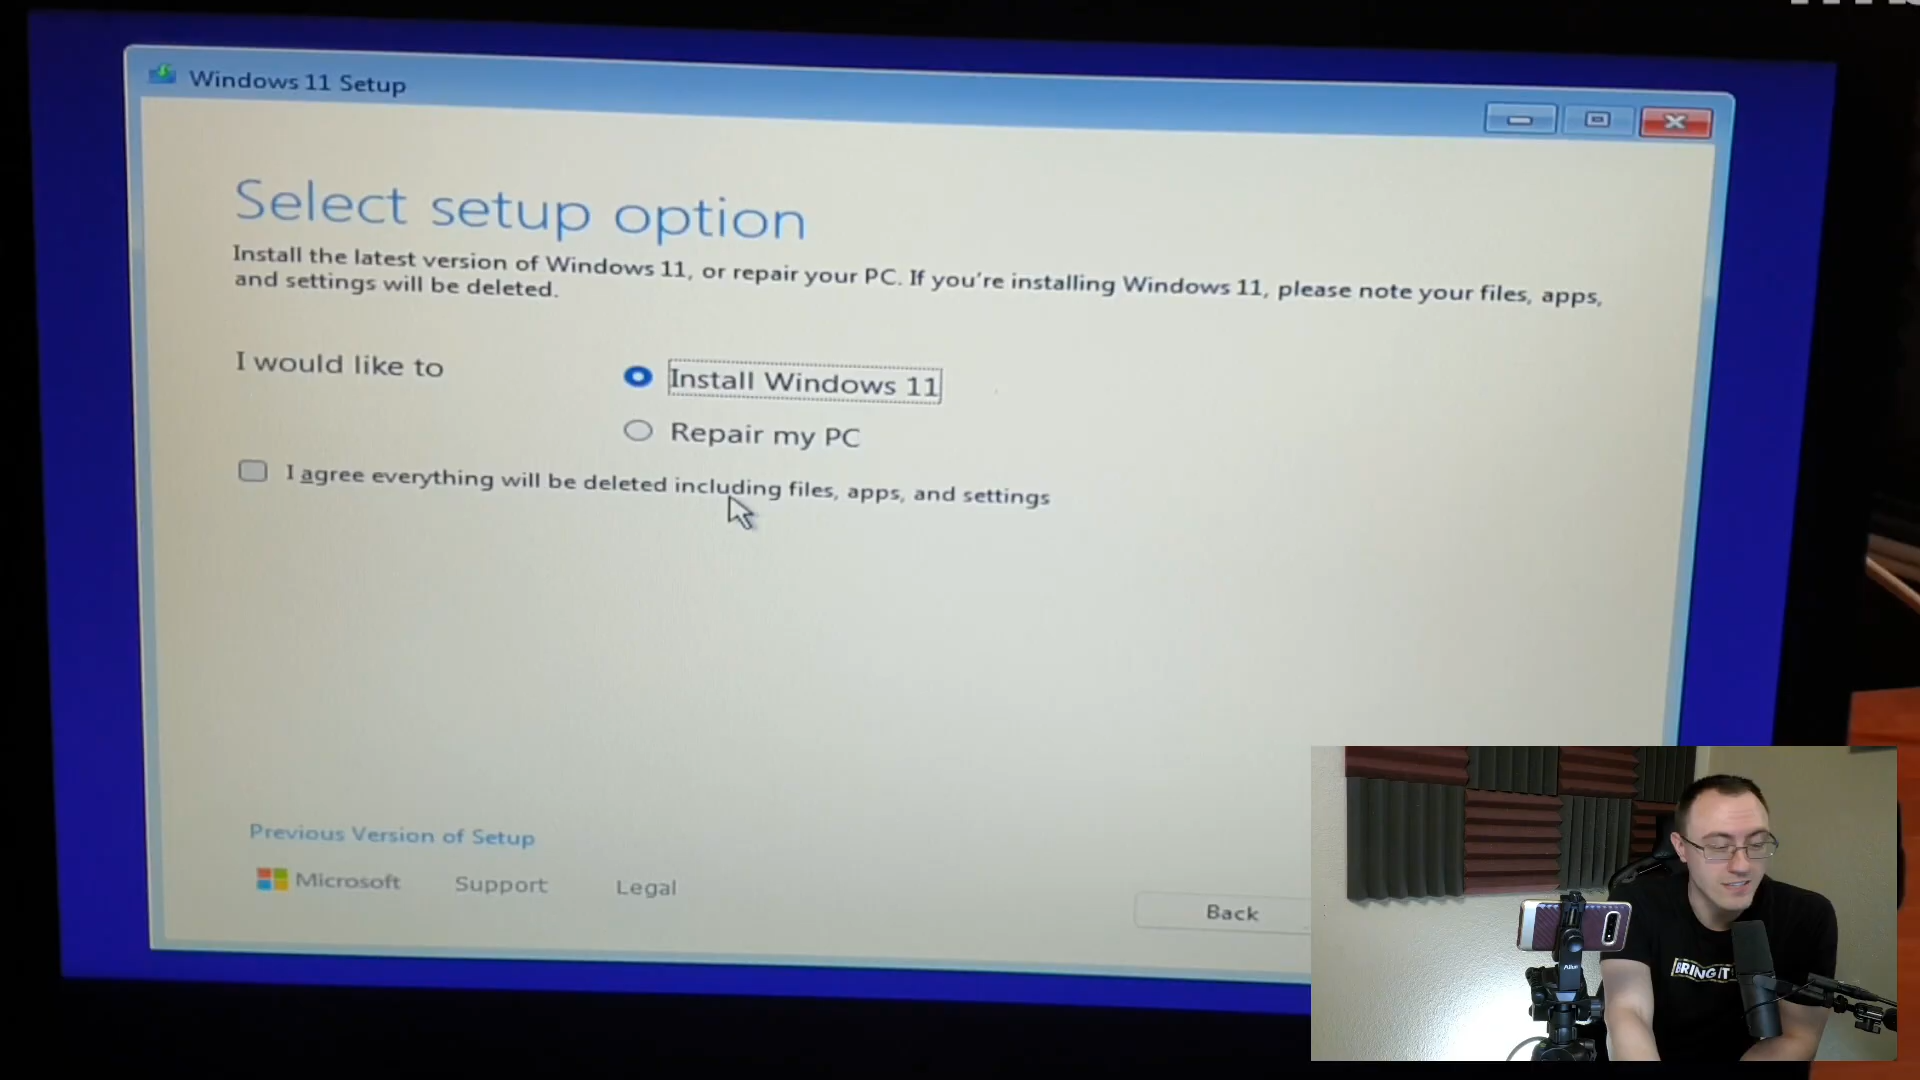 Windows 11 Setup
Select setup option
Install the latest version of Windows 11, or repair your PC. If you're installing Windows 11, please note your files, apps,
and settings will be deleted.
I would like to
Install Windows 11
Repair my PC
I agree everything will be deleted including files, apps, and settings
Previous Version of Setup
Microsoft Support Legal
Back
BRING IT